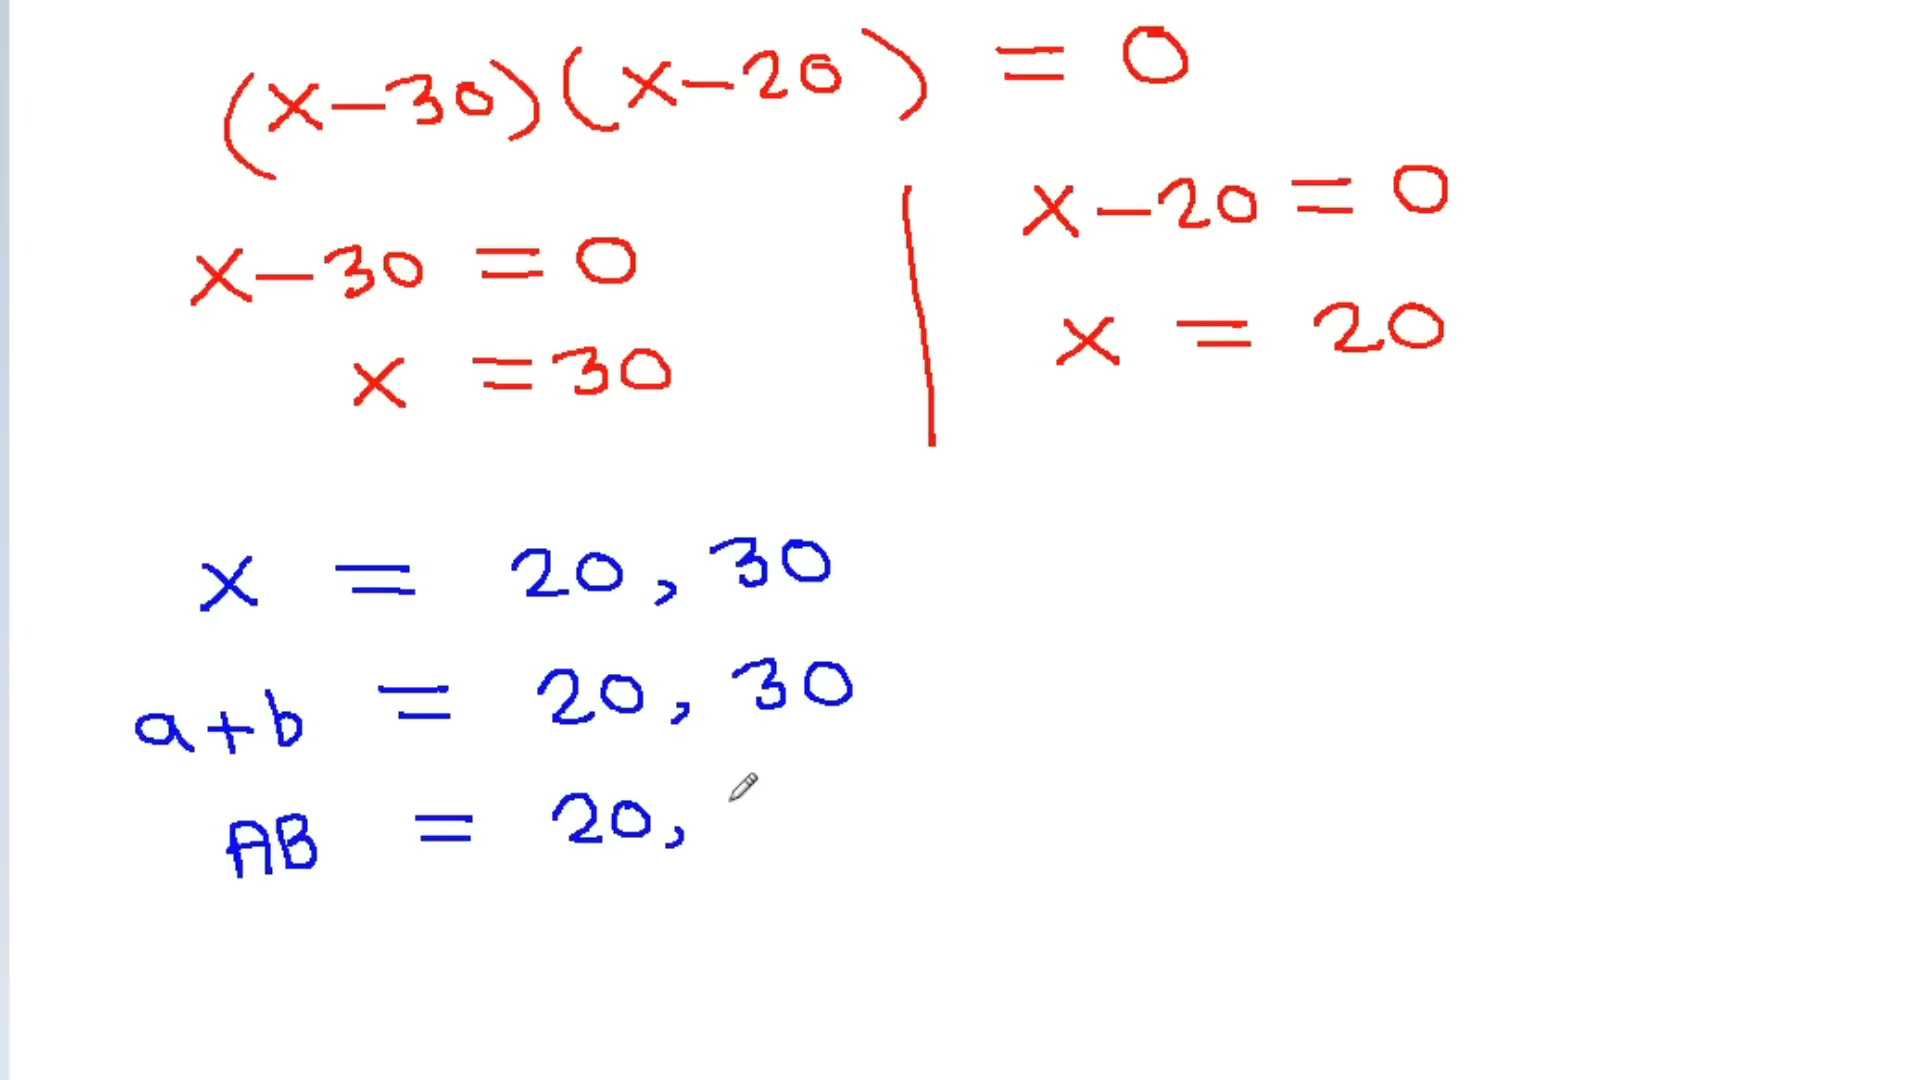 (x-30)(x-20) = 0
x-30 = 0
x = 30
x-20 = 0
x = 20
x = 20, 30
a+b = 20, 30
AB = 20,